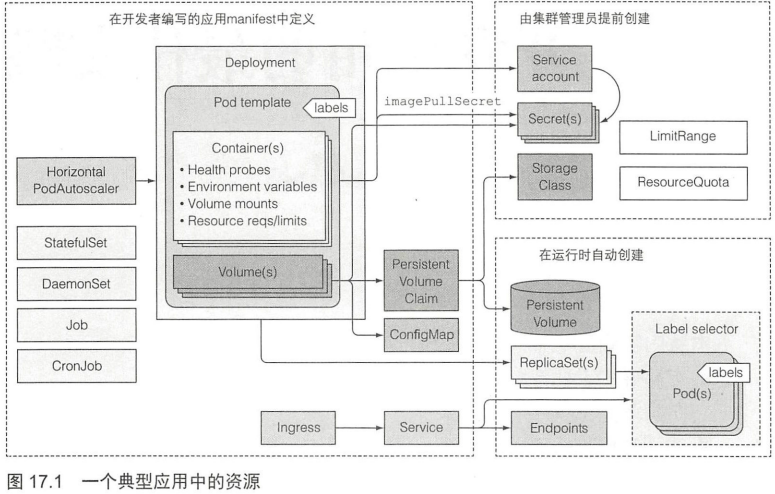 在开发者编写的应用manifest中定义
Deployment
Pod template
labels
Container(s)
• Health probes
• Environment variables
• Volume mounts
• Resource reqs/limits
Volume(s)
Horizontal
PodAutoscaler
StatefulSet
DaemonSet
Job
CronJob
Persistent
Volume
Claim
ConfigMap
Ingress
Service
imagePullSecret
由集群管理员提前创建
Service
account
Secret(s)
Storage
Class
LimitRange
ResourceQuota
在运行时自动创建
Persistent
Volume
ReplicaSet(s)
Endpoints
Label selector
labels
Pod(s)
图 17.1 一个典型应用中的资源